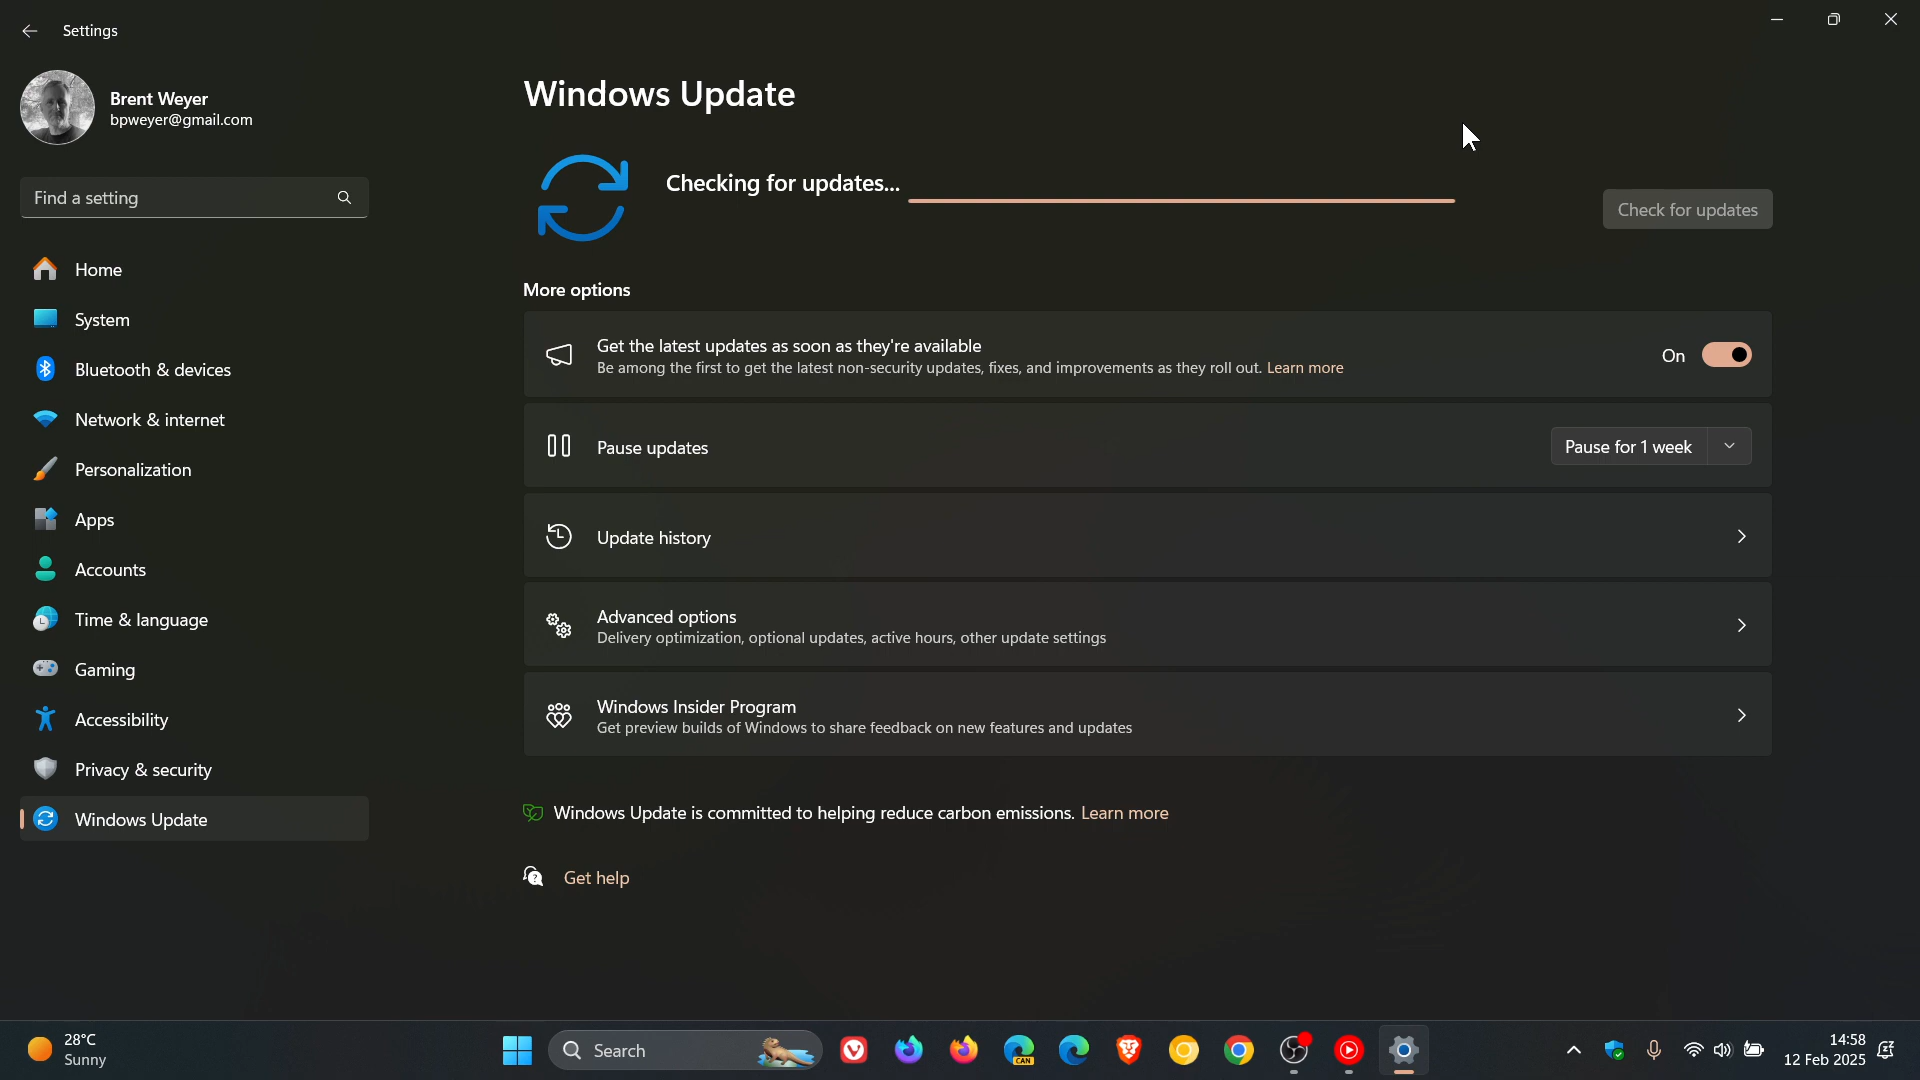 Settings
Brent Weyer
bpweyer@gmail.com
Find a setting
Home
System
Bluetooth & devices
Network & internet
Personalization
Apps
Accounts
Time & language
Gaming
Accessibility
Privacy & security
Windows Update
Windows Update
Checking for updates...
Check for updates
More options
Get the latest updates as soon as they're available
Be among the first to get the latest non-security updates, fixes, and improvements as they roll out. Learn more
On
Pause updates
Pause for 1 week
Update history
Advanced options
Delivery optimization, optional updates, active hours, other update settings
Windows Insider Program
Get preview builds of Windows to share feedback on new features and updates
Windows Update is committed to helping reduce carbon emissions. Learn more
Get help
28°C
Sunny
Search
CAN
14:58
12 Feb 2025